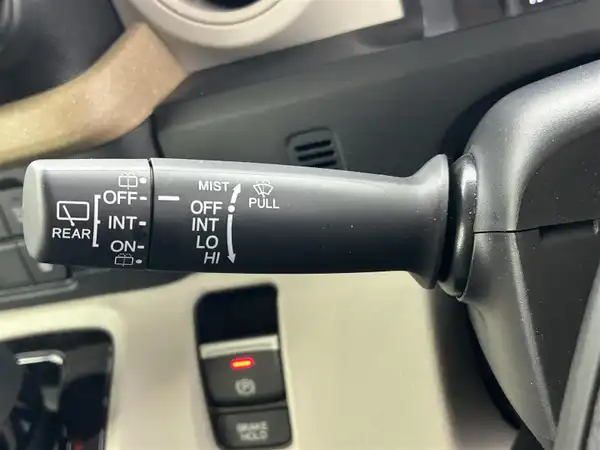 OFF
INT
ON
REAR
MIST
OFF
INT
LO
HI
PULL
P
BRAKE
HOLD